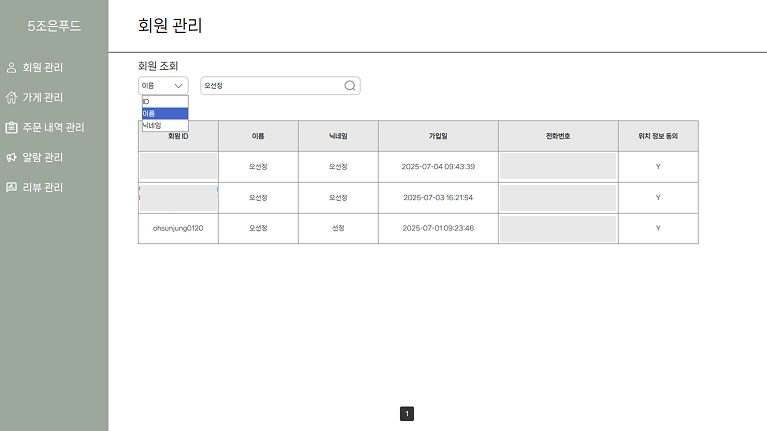 5조은푸드
회원 관리
가게 관리
주문 내역 관리
알람 관리
리뷰 관리
회원 관리
회원 조회
이름 오선정
ID
이름
닉네임
회원 ID 이름 닉네임 가입일 전화번호 위치 정보 동의
오선정 오선정 2025-07-04 09:43:39 Y
오선정 오선정 2025-07-03 16:21:54 Y
ohsunjung0120 오선정 선정 2025-07-01 09:23:46 Y
1